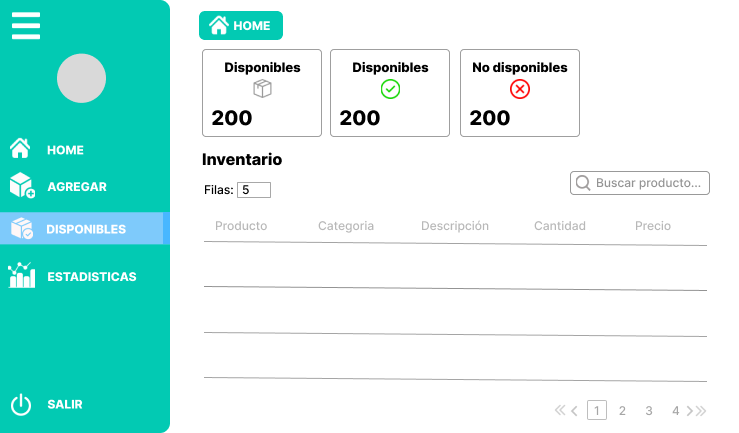 HOME
AGREGAR
DISPONIBLES
ESTADISTICAS
SALIR
HOME
Disponibles
200
Disponibles
200
No disponibles
200
Inventario
Filas: 5
Buscar producto...
Producto Categoria Descripción Cantidad Precio
1 2 3 4